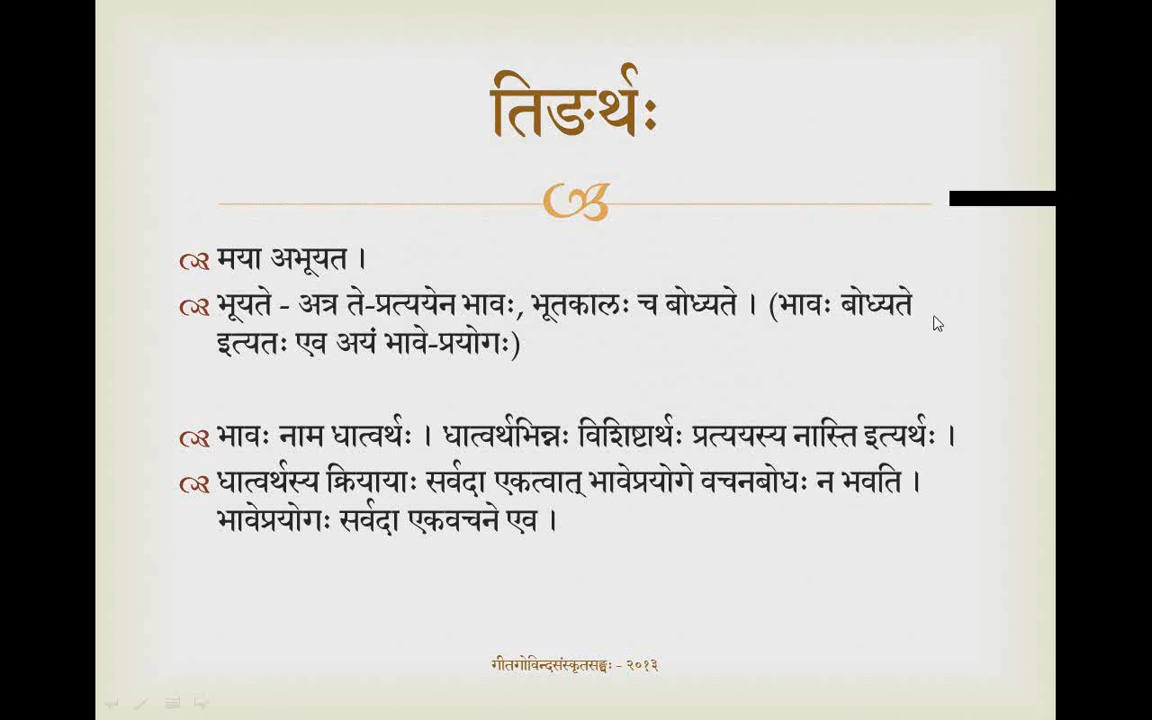 तिङर्थः
मया अभूयत ।
भूयते - अत्र ते-प्रत्ययेन भावः, भूतकालः च बोध्यते । (भावः बोध्यते
इत्यतः एव अयं भावे-प्रयोगः)
भावः नाम धात्वर्थः । धात्वर्थभिन्नः विशिष्टार्थः प्रत्ययस्य नास्ति इत्यर्थः ।
धात्वर्थस्य क्रियायाः सर्वदा एकत्वात् भावेप्रयोगे वचनबोधः न भवति ।
भावेप्रयोगः सर्वदा एकवचने एव ।
गीतगोविन्दसंस्कृतसङ्घः - २०१३